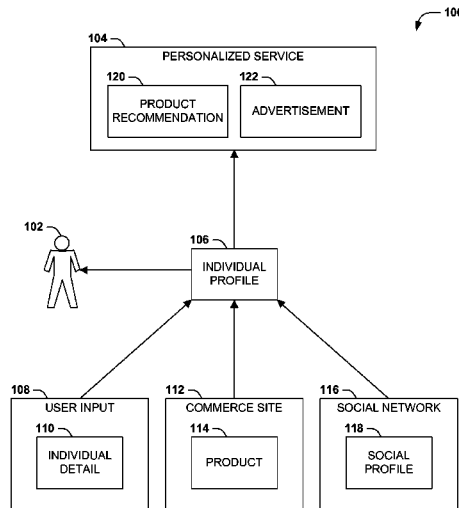 100
104
PERSONALIZED SERVICE
120
122
PRODUCT
RECOMMENDATION
ADVERTISEMENT
102
106
INDIVIDUAL
PROFILE
108
112
116
USER INPUT
COMMERCE SITE
SOCIAL NETWORK
110
114
118
INDIVIDUAL
DETAIL
PRODUCT
SOCIAL
PROFILE